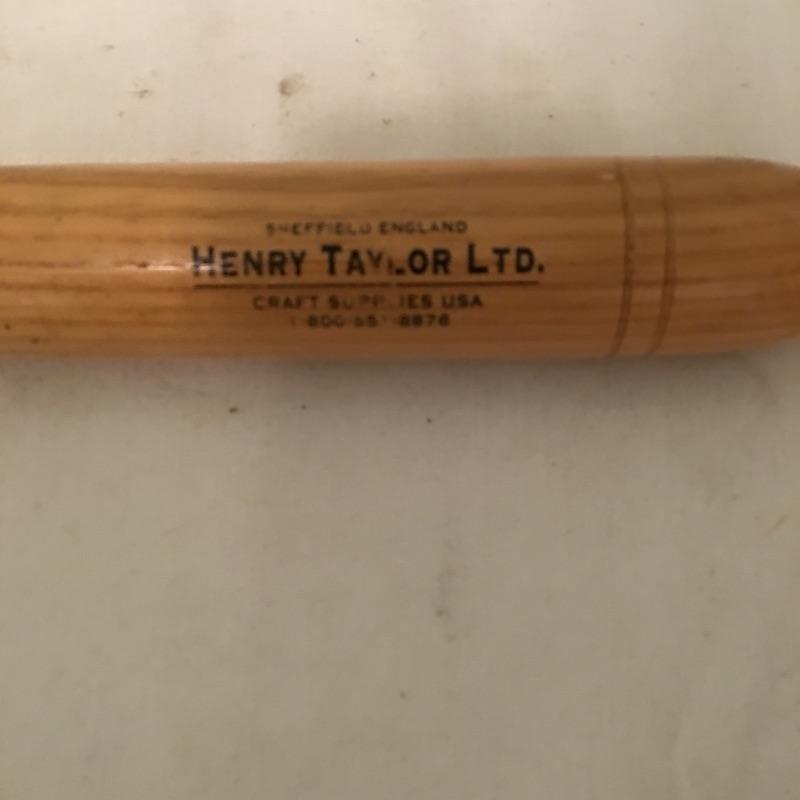 SHEFFIELD ENGLAND
HENRY TAYLOR LTD.
CRAFT SUPPLIES USA